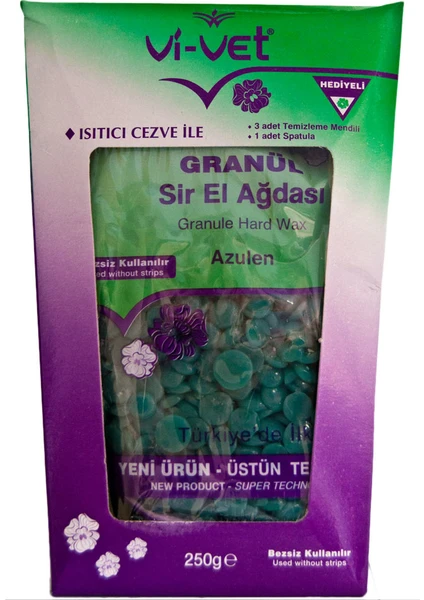 vi-vet
HEDİYELİ
• 3 adet Temizleme Mendili
• 1 adet Spatula
♦ ISITICI CEZVE İLE
GRANÜL
Sir El Ağdası
Granule Hard Wax
Azulen
Bezsiz Kullanılır
Used without strips
Türkiye'de İlk
YENİ ÜRÜN - ÜSTÜN TE
NEW PRODUCT - SUPER TECHNO
250g℮
Bezsiz Kullanılır
Used without strips